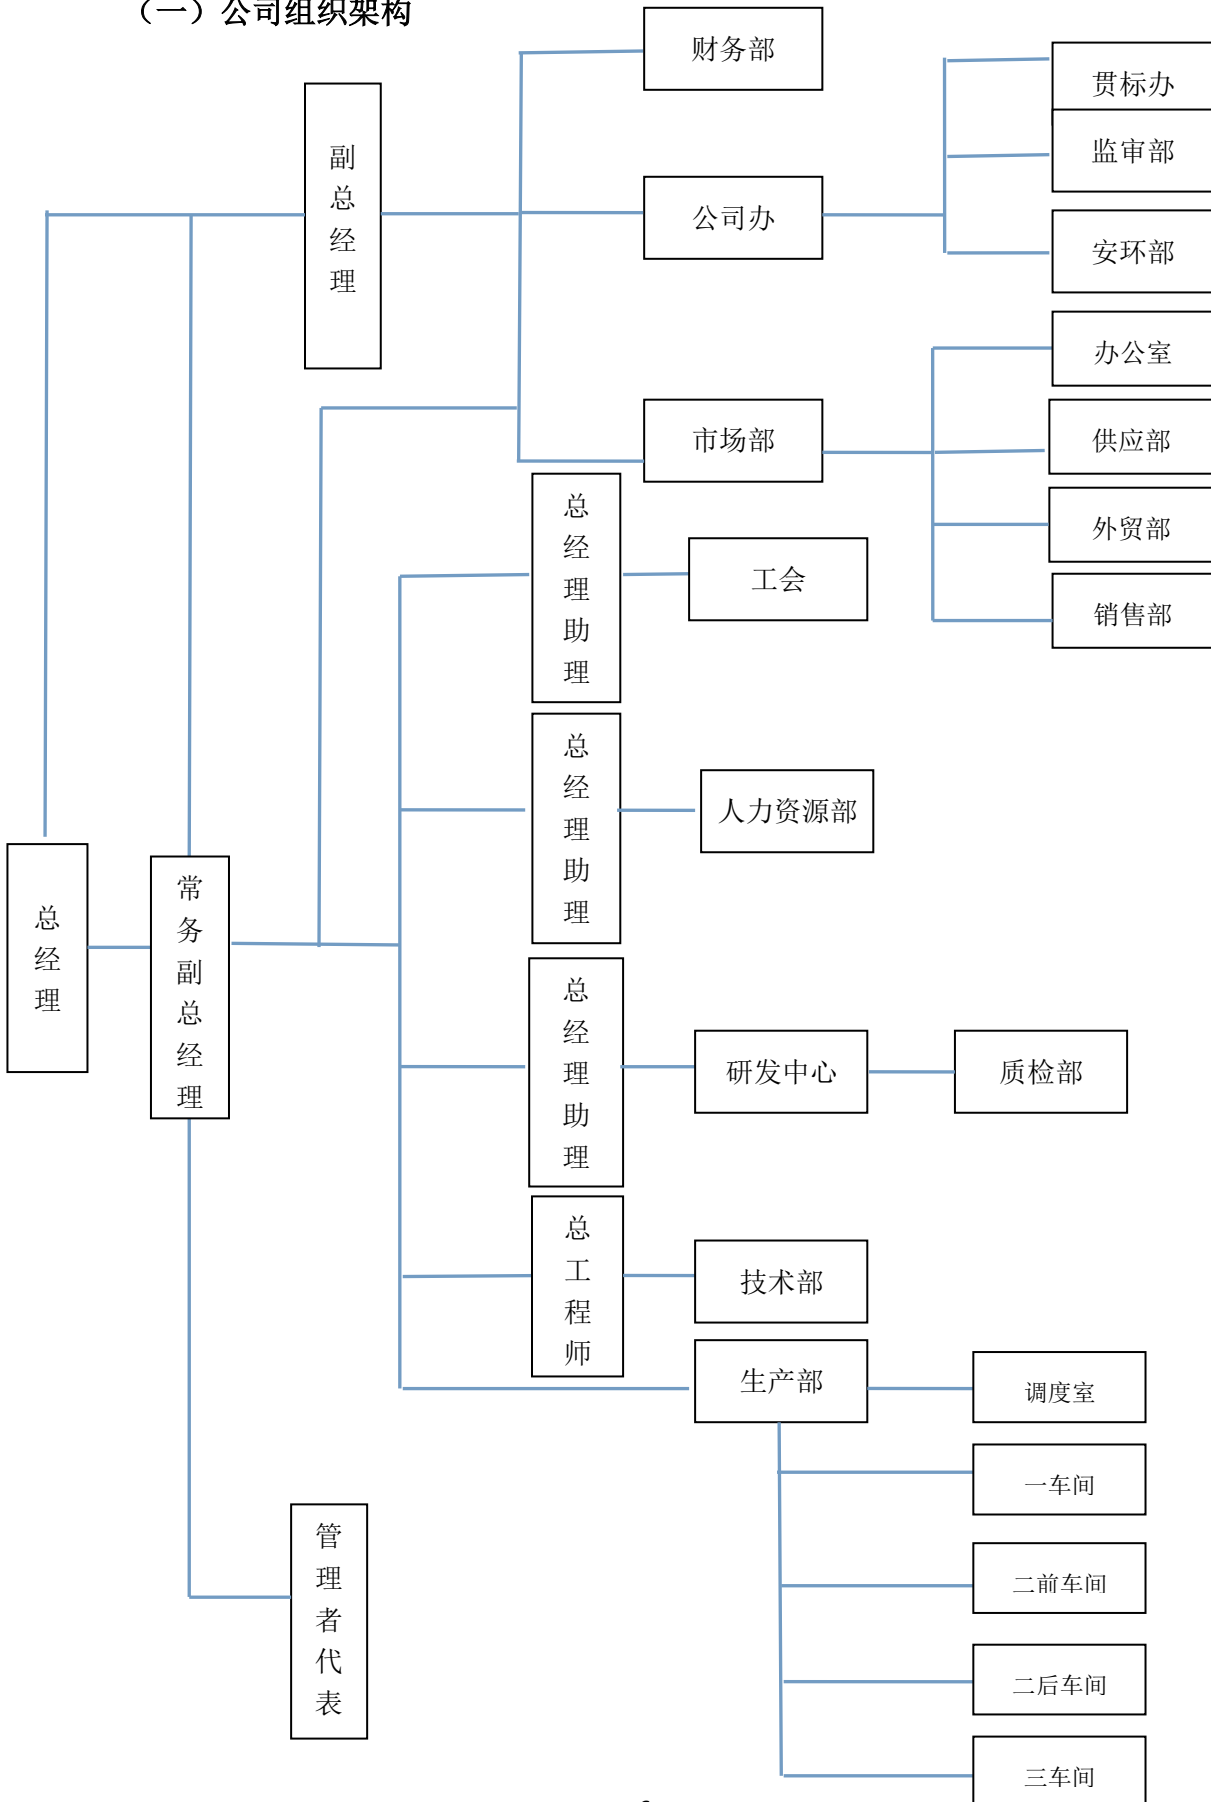 （一）公司组织架构
财务部
贯标办
监审部
副总经理
公司办
安环部
办公室
市场部
供应部
外贸部
销售部
总经理助理
工会
总经理助理
人力资源部
总经理
常务副总经理
总经理助理
研发中心
质检部
总工程师
技术部
生产部
调度室
一车间
二前车间
管理者代表
二后车间
三车间